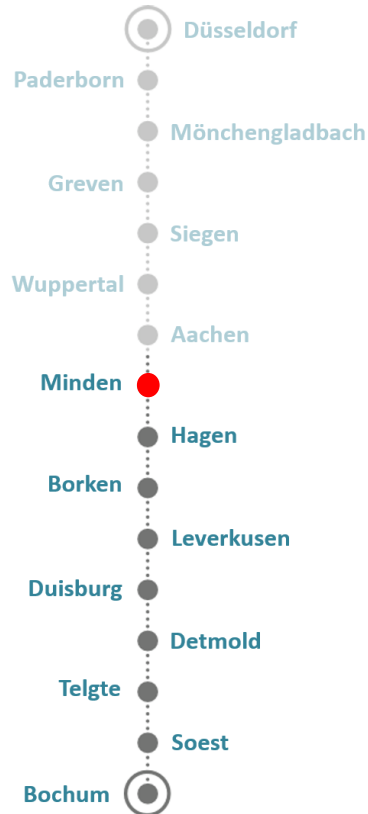 Düsseldorf
Paderborn
Mönchengladbach
Greven
Siegen
Wuppertal
Aachen
Minden
Hagen
Borken
Leverkusen
Duisburg
Detmold
Telgte
Soest
Bochum